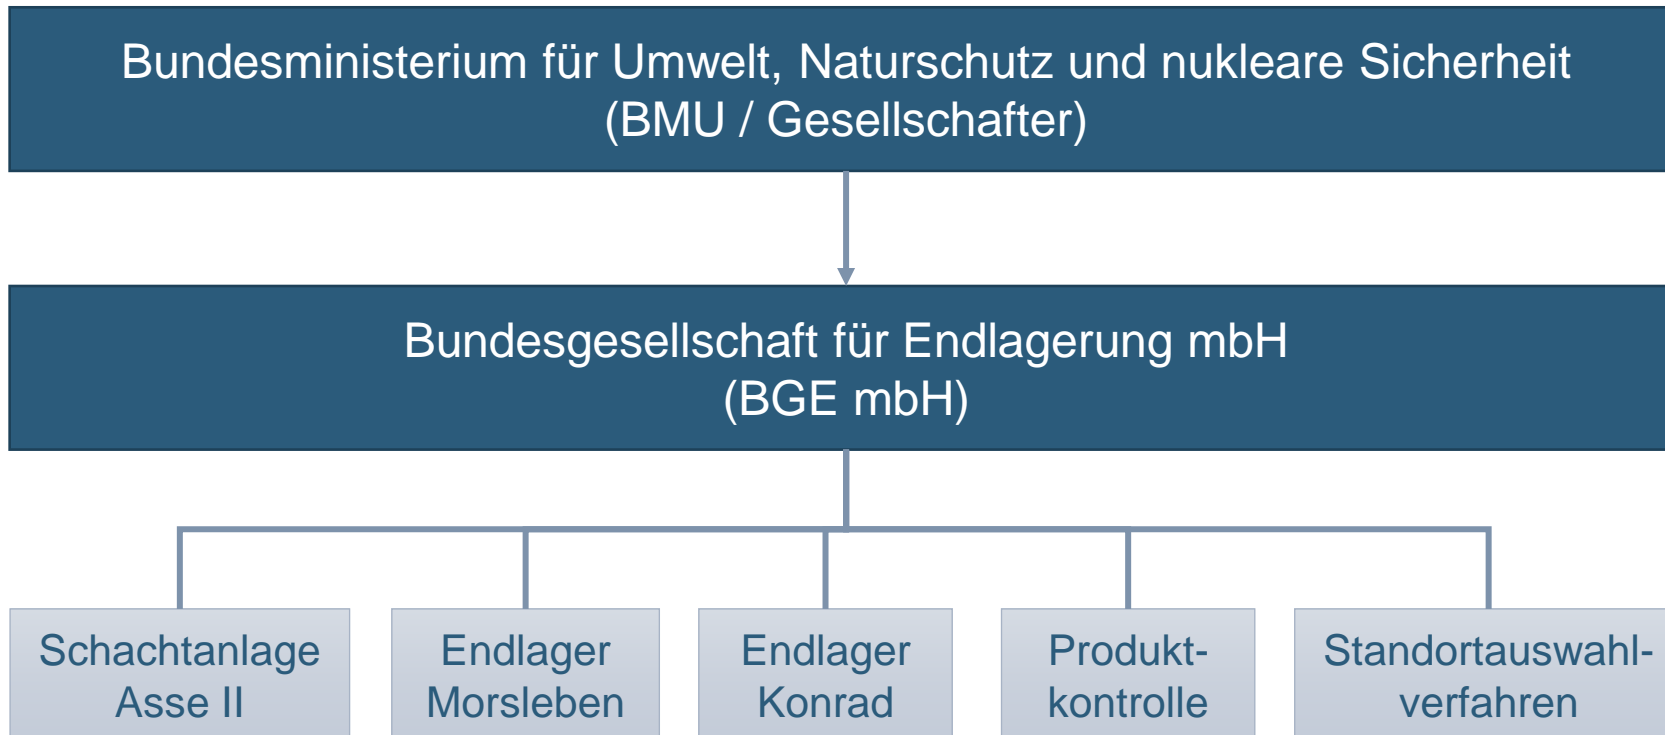 Bundesministerium für Umwelt, Naturschutz und nukleare Sicherheit
(BMU / Gesellschafter)
Bundesgesellschaft für Endlagerung mbH
(BGE mbH)
Schachtanlage
Asse II
Endlager
Morsleben
Endlager
Konrad
Produkt-
kontrolle
Standortauswahl-
verfahren